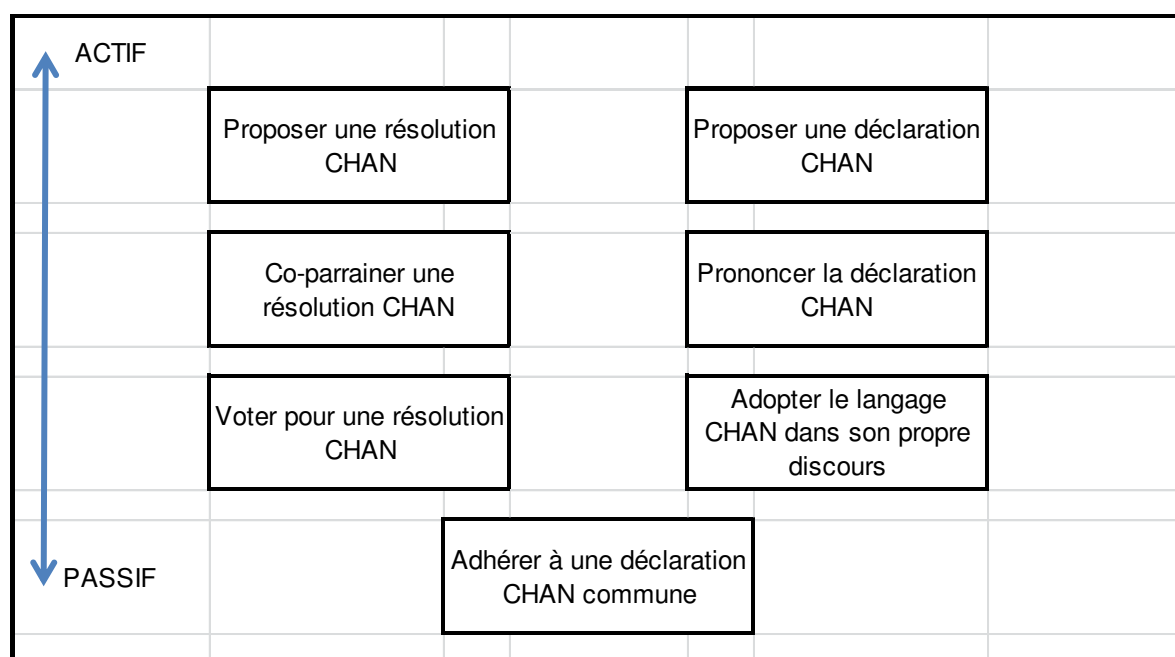 ACTIF
Proposer une résolution
CHAN
Proposer une déclaration
CHAN
Co-parrainer une
résolution CHAN
Prononcer la déclaration
CHAN
Voter pour une résolution
CHAN
Adopter le langage
CHAN dans son propre
discours
PASSIF
Adhérer à une déclaration
CHAN commune